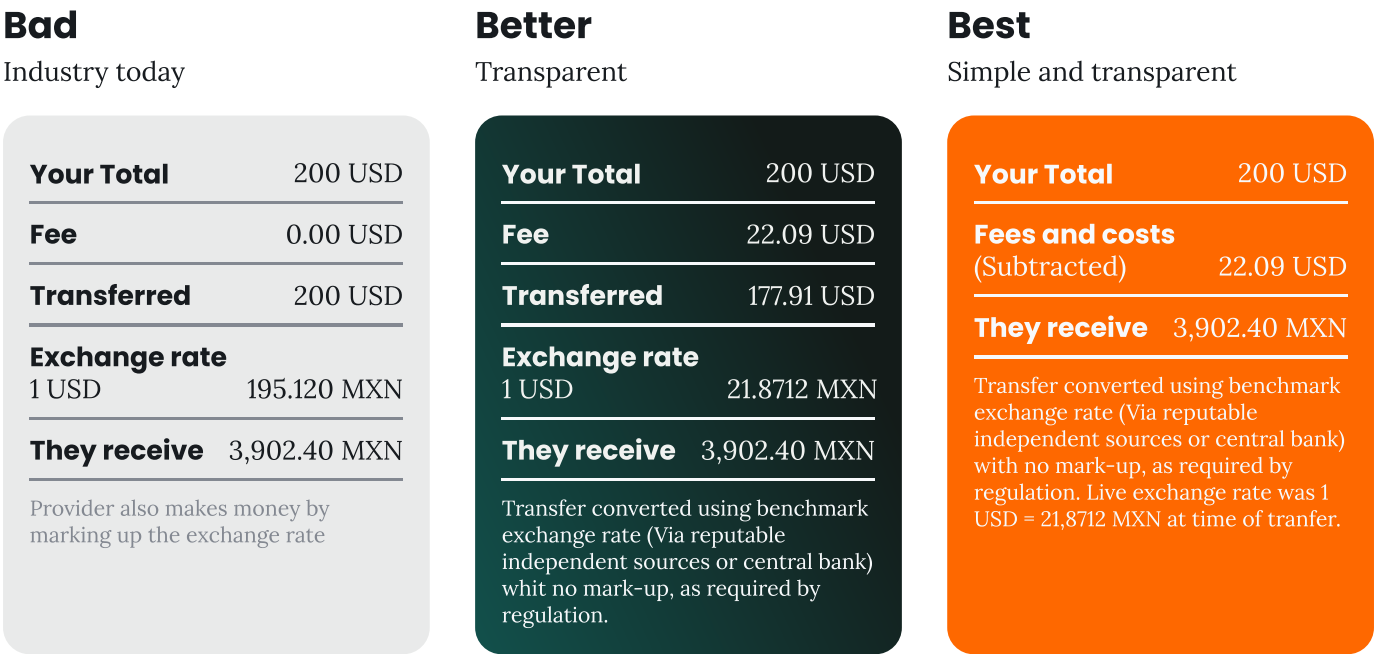 Bad
Industry today
Your Total 200 USD
Fee 0.00 USD
Transferred 200 USD
Exchange rate
1 USD 195.120 MXN
They receive 3,902.40 MXN
Provider also makes money by
marking up the exchange rate
Better
Transparent
Your Total 200 USD
Fee 22.09 USD
Transferred 177.91 USD
Exchange rate
1 USD 21.8712 MXN
They receive 3,902.40 MXN
Transfer converted using benchmark
exchange rate (Via reputable
independent sources or central bank)
whit no mark-up, as required by
regulation.
Best
Simple and transparent
Your Total 200 USD
Fees and costs
(Subtracted) 22.09 USD
They receive 3,902.40 MXN
Transfer converted using benchmark
exchange rate (Via reputable
independent sources or central bank)
with no mark-up, as required by
regulation. Live exchange rate was 1
USD = 21,8712 MXN at time of tranfer.